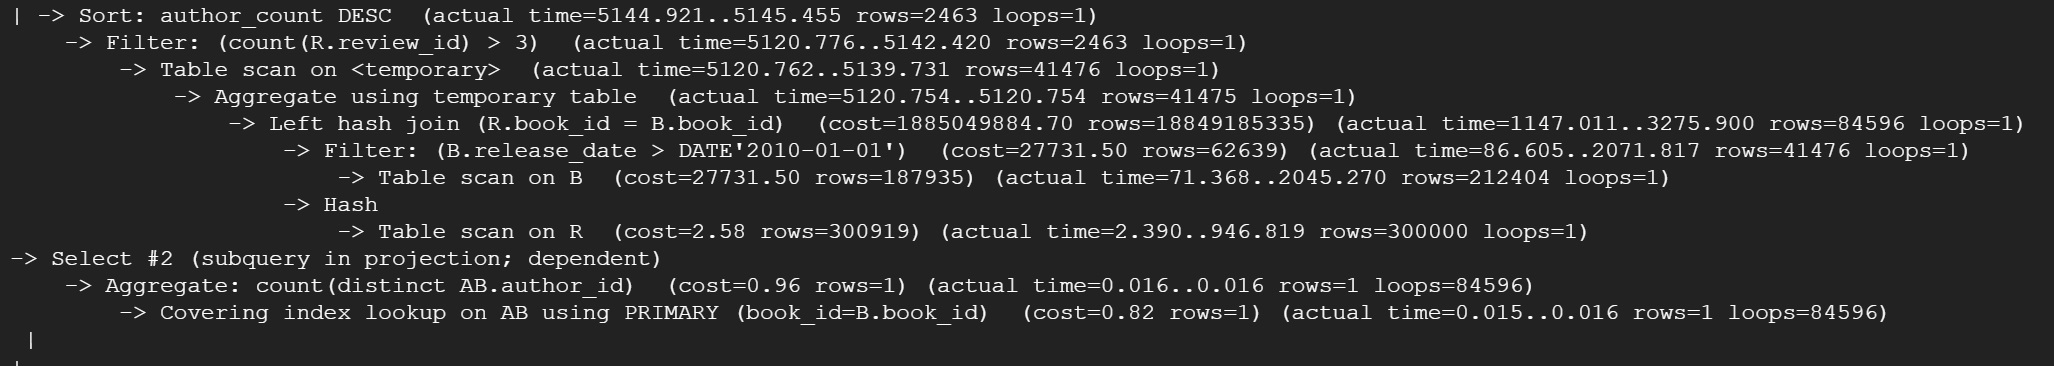 | -> Sort: author_count DESC  (actual time=5144.921..5145.455 rows=2463 loops=1)
    -> Filter: (count(R.review_id) > 3)  (actual time=5120.776..5142.420 rows=2463 loops=1)
        -> Table scan on <temporary>  (actual time=5120.762..5139.731 rows=41476 loops=1)
            -> Aggregate using temporary table  (actual time=5120.754..5120.754 rows=41475 loops=1)
                -> Left hash join (R.book_id = B.book_id)  (cost=1885049884.70 rows=18849185335) (actual time=1147.011..3275.900 rows=84596 loops=1)
                    -> Filter: (B.release_date > DATE'2010-01-01')  (cost=27731.50 rows=62639) (actual time=86.605..2071.817 rows=41476 loops=1)
                        -> Table scan on B  (cost=27731.50 rows=187935) (actual time=71.368..2045.270 rows=212404 loops=1)
                    -> Hash
                        -> Table scan on R  (cost=2.58 rows=300919) (actual time=2.390..946.819 rows=300000 loops=1)
-> Select #2 (subquery in projection; dependent)
    -> Aggregate: count(distinct AB.author_id)  (cost=0.96 rows=1) (actual time=0.016..0.016 rows=1 loops=84596)
        -> Covering index lookup on AB using PRIMARY (book_id=B.book_id)  (cost=0.82 rows=1) (actual time=0.015..0.016 rows=1 loops=84596)
 |